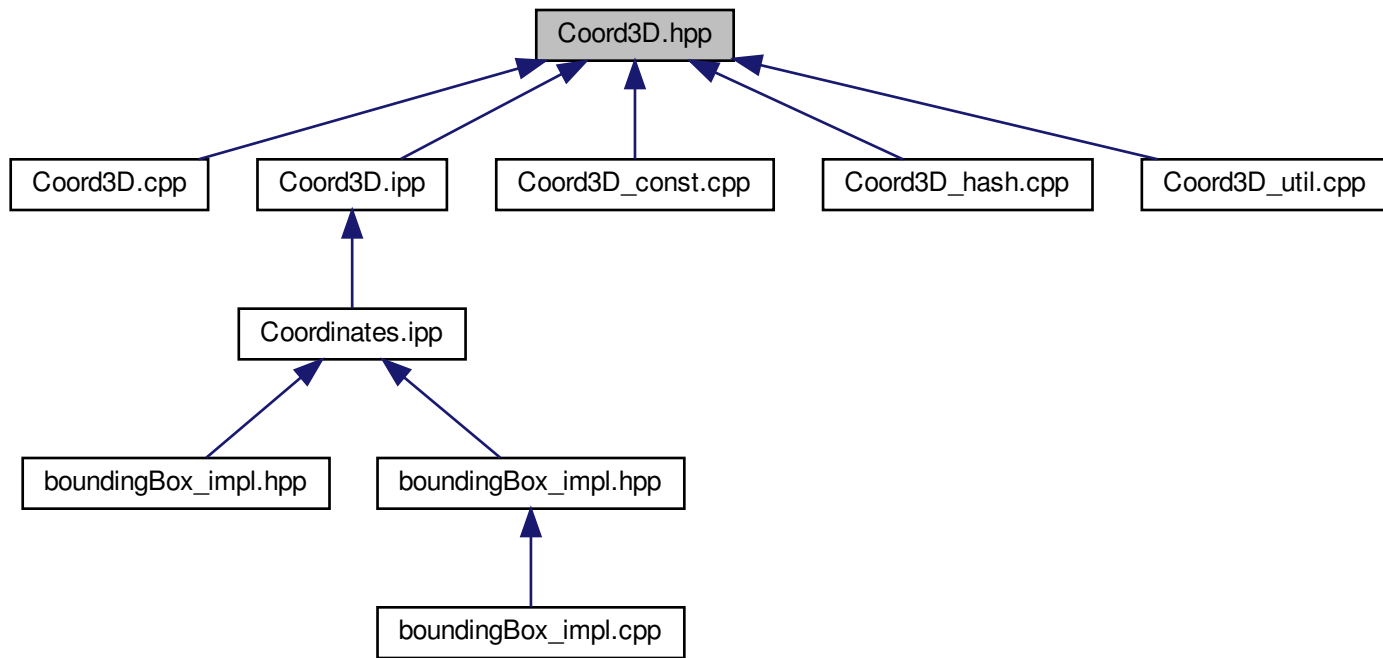 Coord3D.hpp
Coord3D.cpp
Coord3D.ipp
Coord3D_const.cpp
Coord3D_hash.cpp
Coord3D_util.cpp
Coordinates.ipp
boundingBox_impl.hpp
boundingBox_impl.hpp
boundingBox_impl.cpp